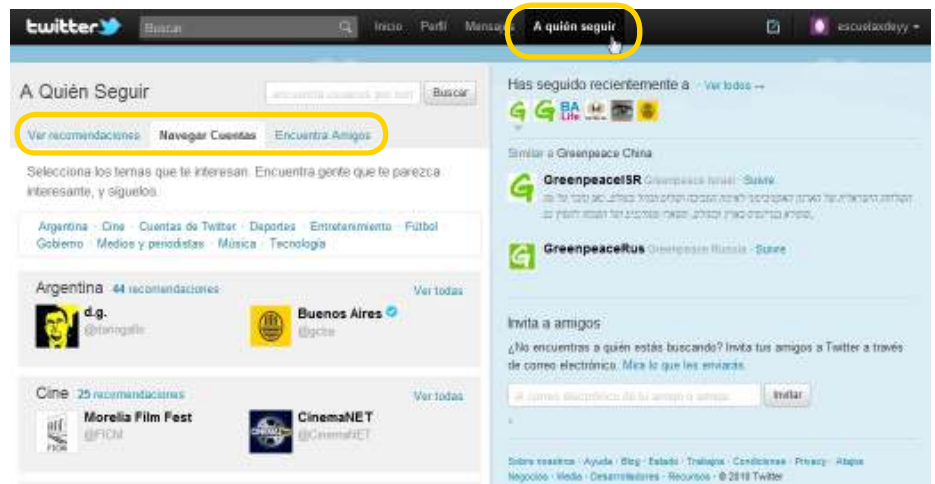 twitter
Buscar
Inicio Perfil Mensajes A quién seguir
escuelaxdeyy
A Quién Seguir
Buscar
Ver recomendaciones Navegar Cuentas Encuentra Amigos
Selecciona los temas que te interesan. Encuentra gente que te parezca
interesante, y síguelos.
Argentina · Cine · Cuentas de Twitter · Deportes · Entretenimiento · Fútbol
Gobierno · Medios y periodistas · Música · Tecnología
Argentina 44 recomendaciones Ver todas
d.g.
Buenos Aires
@gcba
Cine 25 recomendaciones Ver todas
Morelia Film Fest
@FICM
CinemaNET
@CinemaNET
Has seguido recientemente a · Ver todos →
BA
Life
Similar a Greenpeace China
GreenpeaceISR Greenpeace Israel · Suivre
GreenpeaceRus Greenpeace Russia · Suivre
Invita a amigos
¿No encuentras a quién estás buscando? Invita tus amigos a Twitter a través
de correo electrónico. Mira lo que les enviarás.
Invitar
Sobre nosotros · Ayuda · Blog · Estado · Trabajos · Condiciones · Privacy · Atajos
Negocios · Media · Desarrolladores · Recursos · © 2010 Twitter